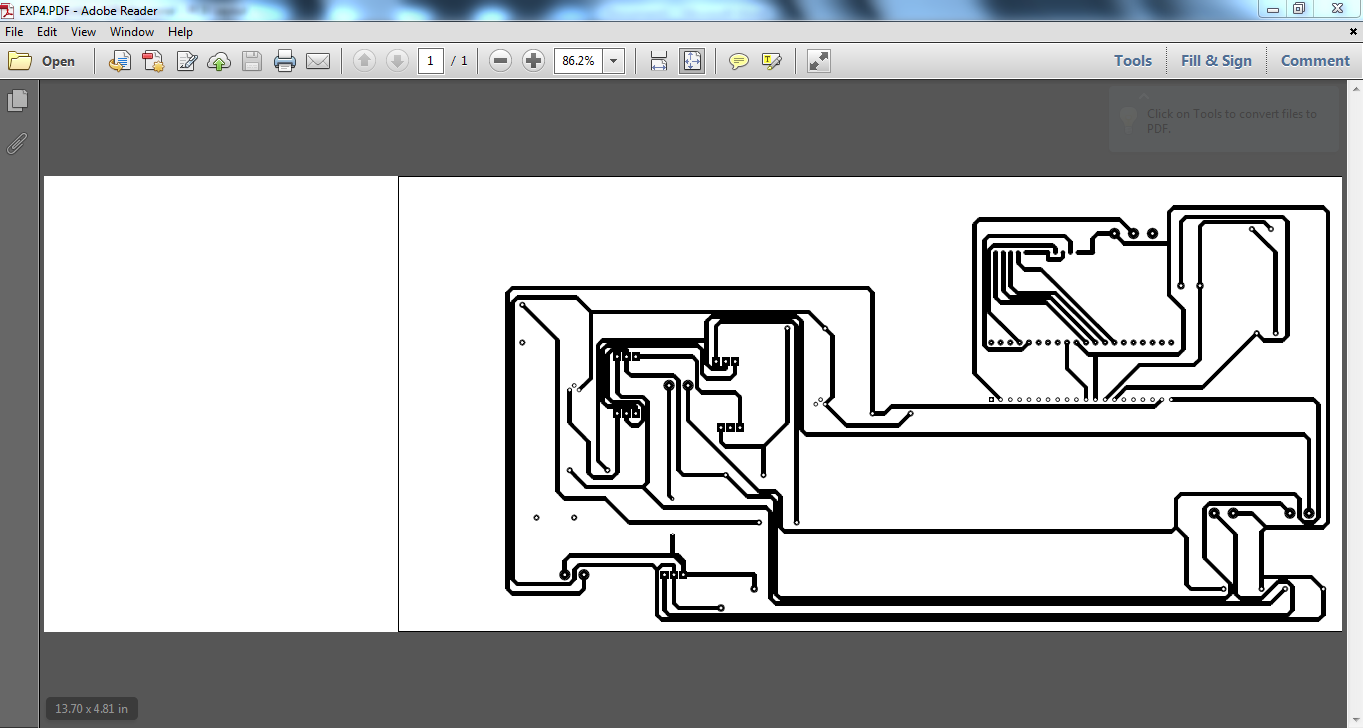 EXP4.PDF - Adobe Reader
File Edit View Window Help
Open 1 / 1 86.2% Tools Fill & Sign Comment
Click on Tools to convert files to
PDF.
13.70 x 4.81 in